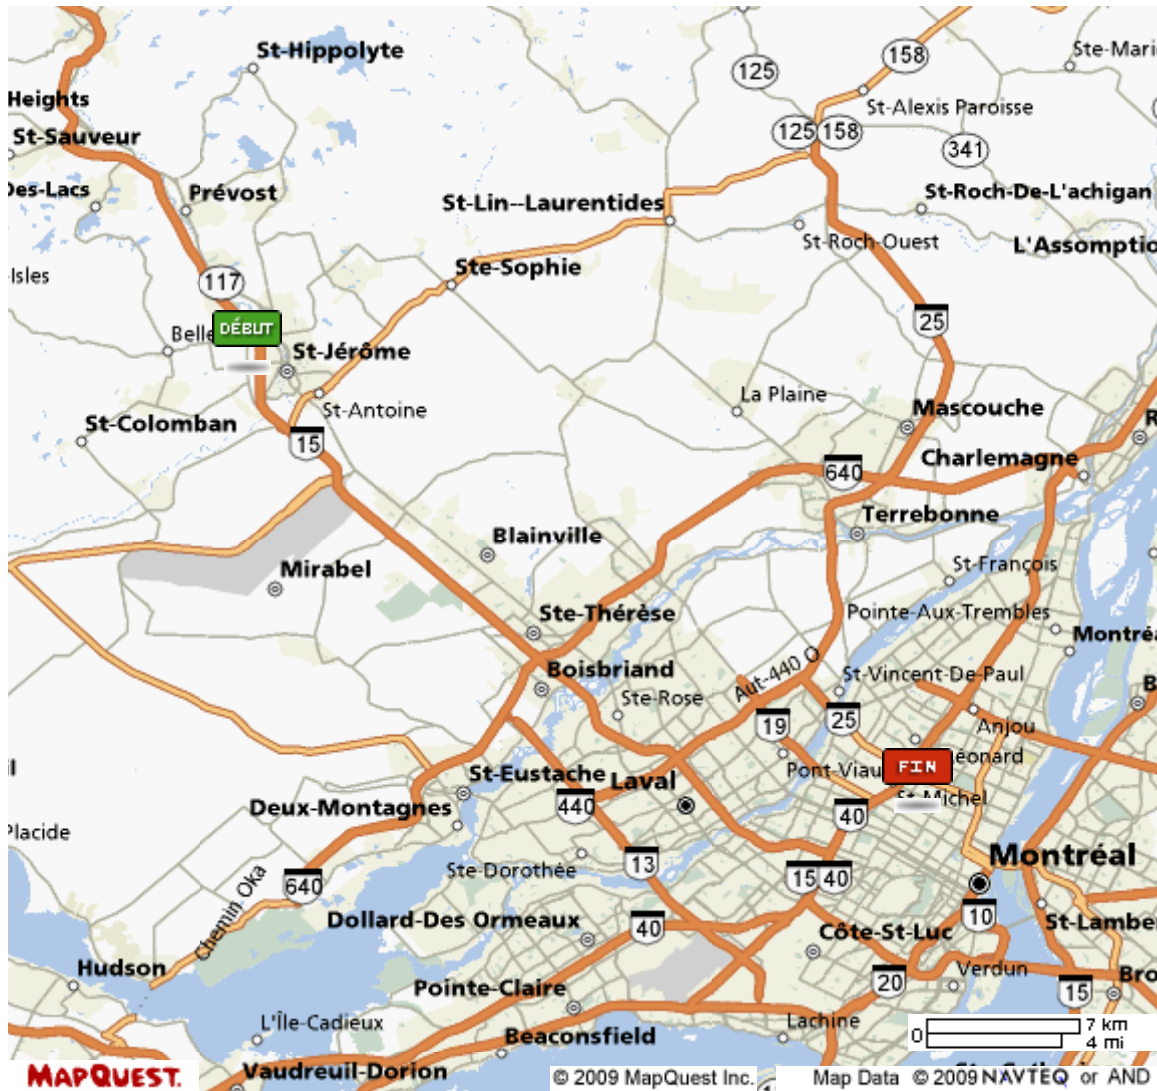 St-Hippolyte
158
Ste-Mari
125
Heights
St-Alexis Paroisse
St-Sauveur
125
158
341
Des-Lacs
Prévost
St-Roch-De-L'achigan
St-Lin--Laurentides
St-Roch-Ouest
L'Assomptio
-Isles
Ste-Sophie
117
25
DÉBUT
Belle
St-Jérôme
La Plaine
St-Antoine
Mascouche
St-Colomban
R
15
Charlemagne
640
Terrebonne
Blainville
St-François
Mirabel
Ste-Thérèse
Pointe-Aux-Trembles
Montréa
Boisbriand
Aut-440 O
St-Vincent-De-Paul
B
Ste-Rose
19
25
Anjou
éonard
FIN
l
St-Eustache
Laval
Pont-Viau
St-Michel
Deux-Montagnes
440
40
Placide
Montréal
13
Ste-Dorothée
15
40
640
Chemin Oka
Dollard-Des Ormeaux
40
10
St-Lamber
Côte-St-Luc
Hudson
Verdun
Bro
Pointe-Claire
20
15
L'Île-Cadieux
Lachine
Beaconsfield
0
7 km
4 mi
Vaudreuil-Dorion
MAPQUEST.
© 2009 MapQuest Inc.
Map Data © 2009 NAVTEQ or AND